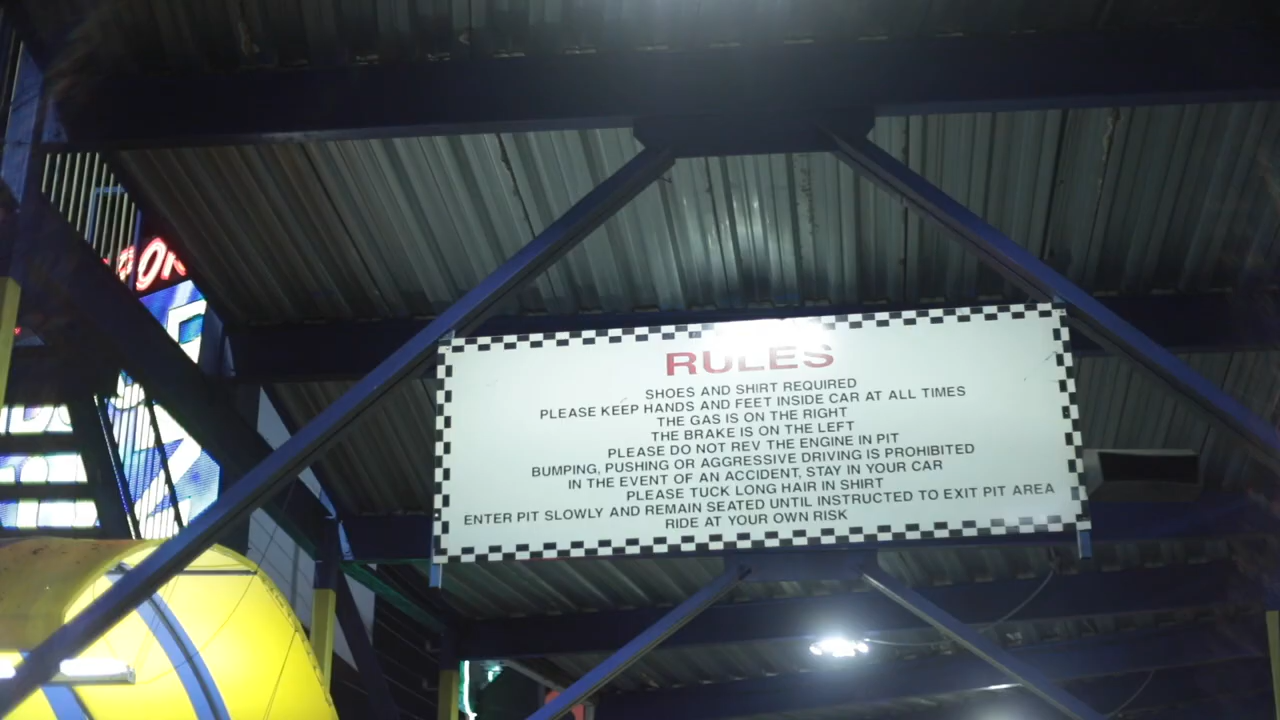 RULES
SHOES AND SHIRT REQUIRED
PLEASE KEEP HANDS AND FEET INSIDE CAR AT ALL TIMES
THE GAS IS ON THE RIGHT
THE BRAKE IS ON THE LEFT
PLEASE DO NOT REV THE ENGINE IN PIT
BUMPING, PUSHING OR AGGRESSIVE DRIVING IS PROHIBITED
IN THE EVENT OF AN ACCIDENT, STAY IN YOUR CAR
PLEASE TUCK LONG HAIR IN SHIRT
ENTER PIT SLOWLY AND REMAIN SEATED UNTIL INSTRUCTED TO EXIT PIT AREA
RIDE AT YOUR OWN RISK